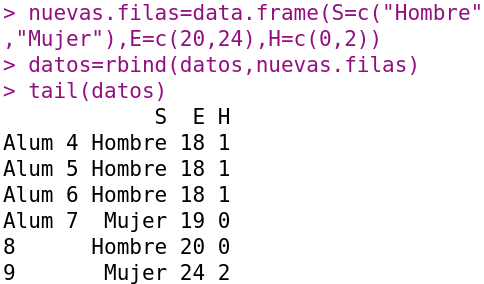 > nuevas.filas=data.frame(S=c("Hombre"
,"Mujer"),E=c(20,24),H=c(0,2))
> datos=rbind(datos,nuevas.filas)
> tail(datos)
            S  E H
Alum 4 Hombre 18 1
Alum 5 Hombre 18 1
Alum 6 Hombre 18 1
Alum 7  Mujer 19 0
8      Hombre 20 0
9       Mujer 24 2